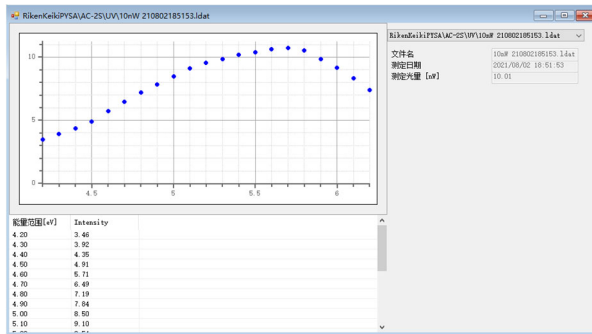 RikenKeikiPYSA\AC-2S\UV\10nW 210802185153.ldat
RikenKeikiPYSA\AC-2S\UV\10nW 210802185153.ldat
文件名
10nW 210802185153.ldat
测定日期
2021/08/02 18:51:53
测定光量 [nW]
10.01
10
5
0
4.5
5
5.5
6
能量范围[eV] Intensity
4.20 3.46
4.30 3.92
4.40 4.35
4.50 4.91
4.60 5.71
4.70 6.49
4.80 7.19
4.90 7.84
5.00 8.50
5.10 9.10